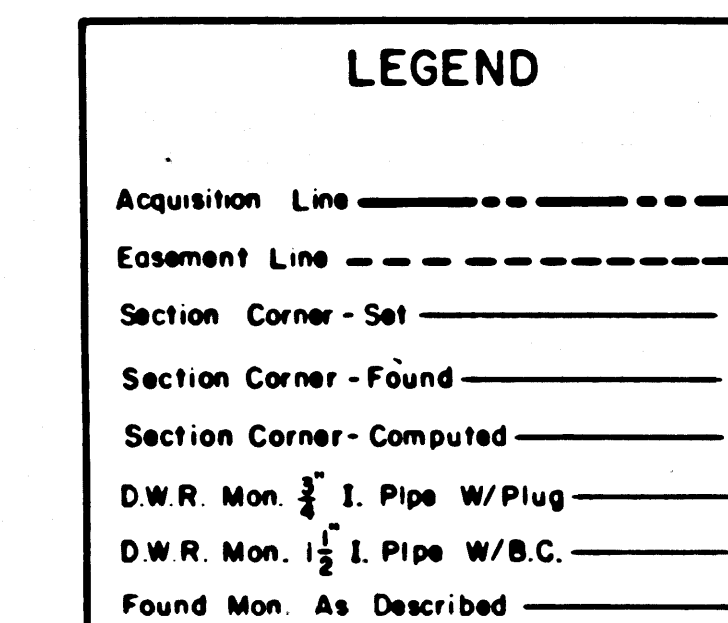 LEGEND
Acquisition Line
Easement Line
Section Corner - Set
Section Corner - Found
Section Corner - Computed
D.W.R. Mon. 3/4" I. Pipe W/Plug
D.W.R. Mon. 1 1/2" I. Pipe W/B.C.
Found Mon. As Described